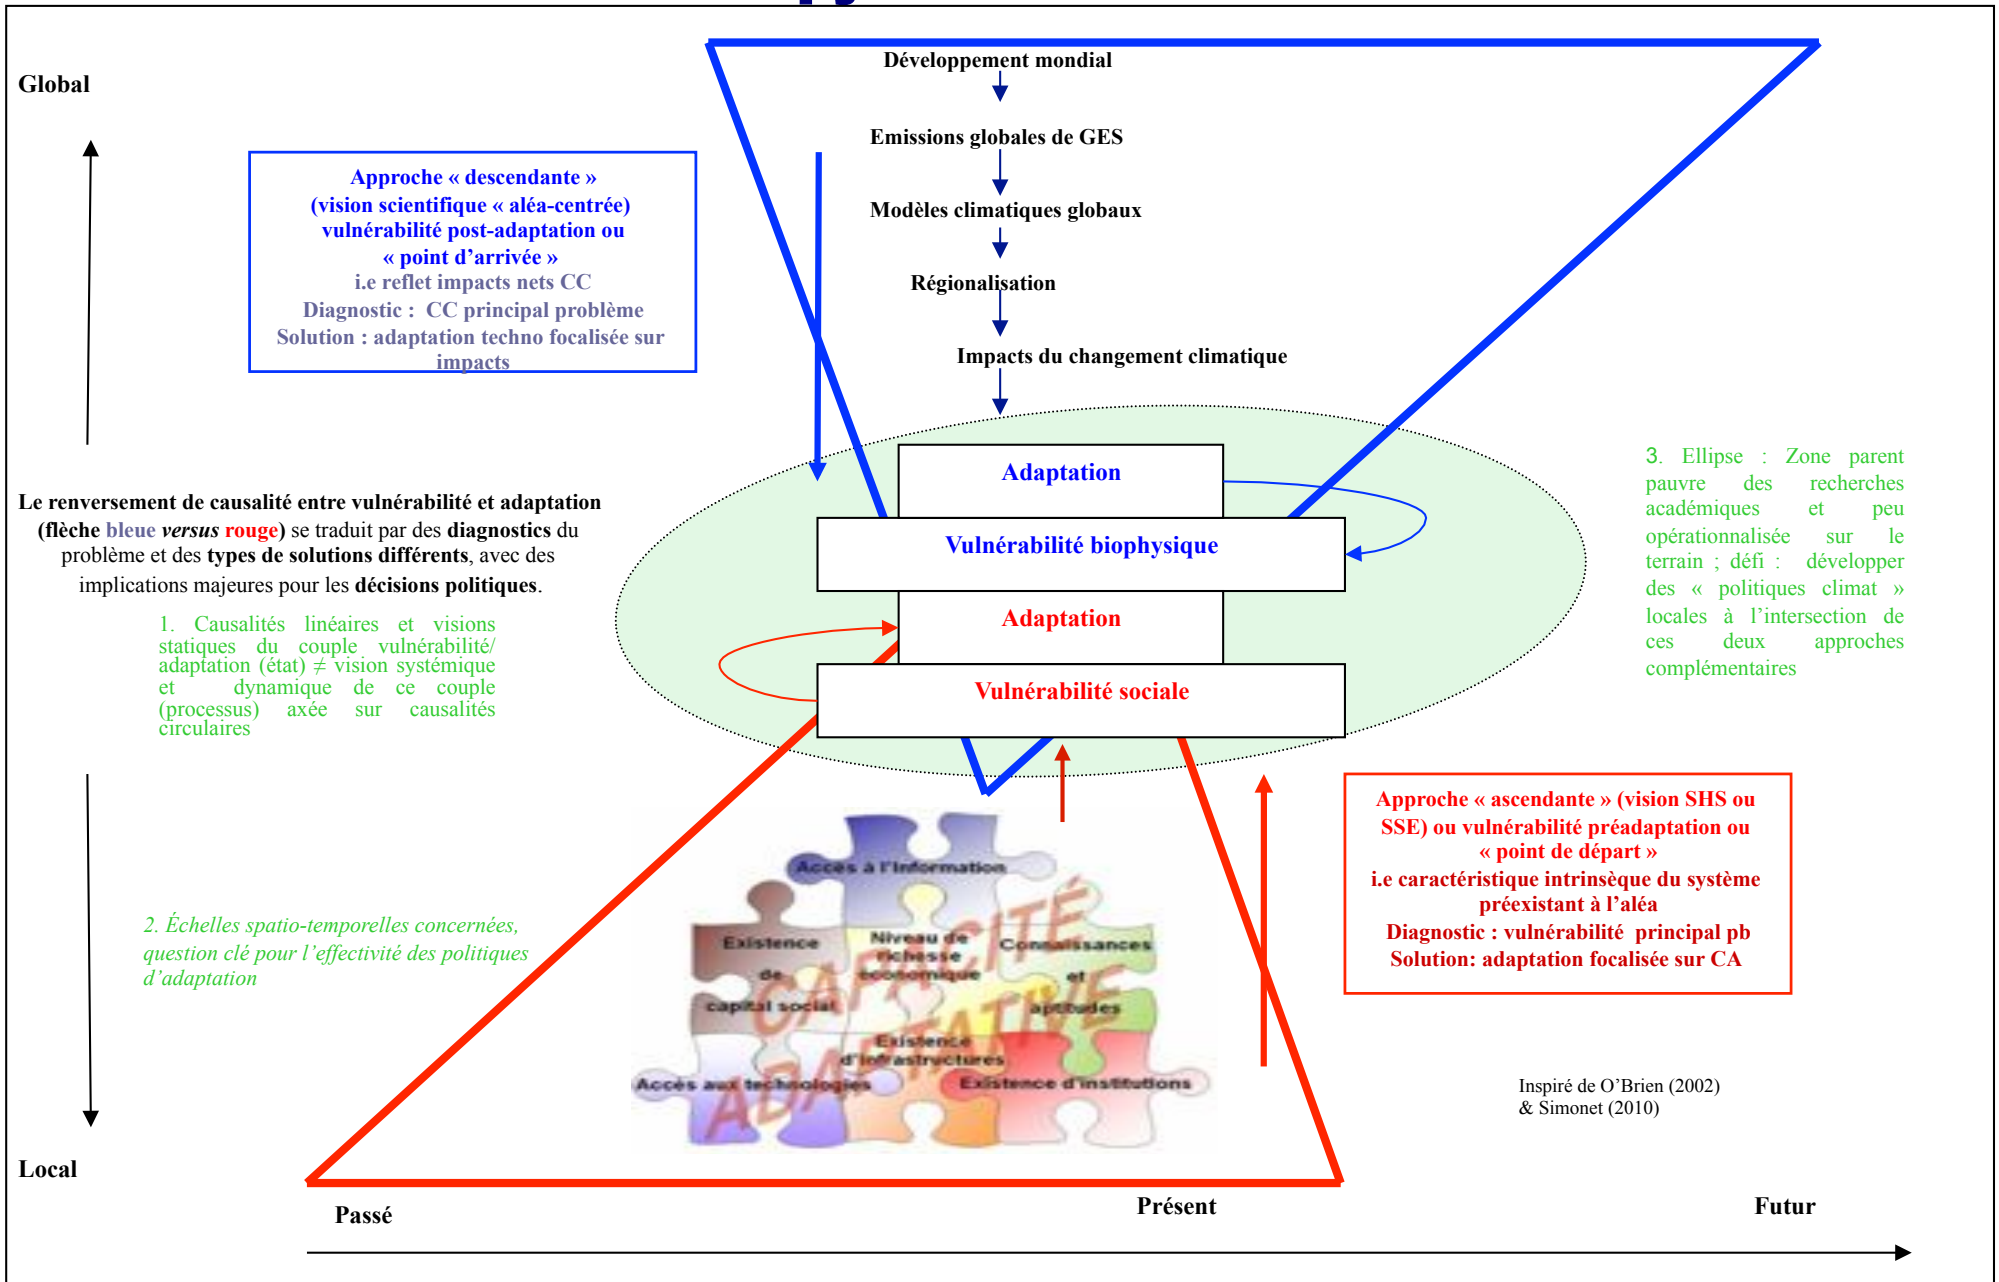 Global
Développement mondial
Emissions globales de GES
Modèles climatiques globaux
Régionalisation
Impacts du changement climatique
Approche « descendante »
(vision scientifique « aléa-centrée)
vulnérabilité post-adaptation ou
« point d’arrivée »
i.e reflet impacts nets CC
Diagnostic : CC principal problème
Solution : adaptation techno focalisée sur
impacts
Le renversement de causalité entre vulnérabilité et adaptation
(flèche bleue versus rouge) se traduit par des diagnostics du
problème et des types de solutions différents, avec des
implications majeures pour les décisions politiques.
1. Causalités linéaires et visions
statiques du couple vulnérabilité/
adaptation (état) ≠ vision systémique
et dynamique de ce couple
(processus) axée sur causalités
circulaires
Adaptation
Vulnérabilité biophysique
Adaptation
Vulnérabilité sociale
3. Ellipse : Zone parent
pauvre des recherches
académiques et peu
opérationnalisée sur le
terrain ; défi : développer
des « politiques climat »
locales à l’intersection de
ces deux approches
complémentaires
Approche « ascendante » (vision SHS ou
SSE) ou vulnérabilité préadaptation ou
« point de départ »
i.e caractéristique intrinsèque du système
préexistant à l’aléa
Diagnostic : vulnérabilité principal pb
Solution: adaptation focalisée sur CA
2. Échelles spatio-temporelles concernées,
question clé pour l’effectivité des politiques
d’adaptation
Accès à l'Information
Existence
de
capital social
Niveau de
richesse
économique
Connaissances
et
aptitudes
Existence
d'infrastructures
Accès aux technologies
Existence d'institutions
CAPACITÉ
ADAPTATIVE
Inspiré de O’Brien (2002)
& Simonet (2010)
Local
Passé
Présent
Futur